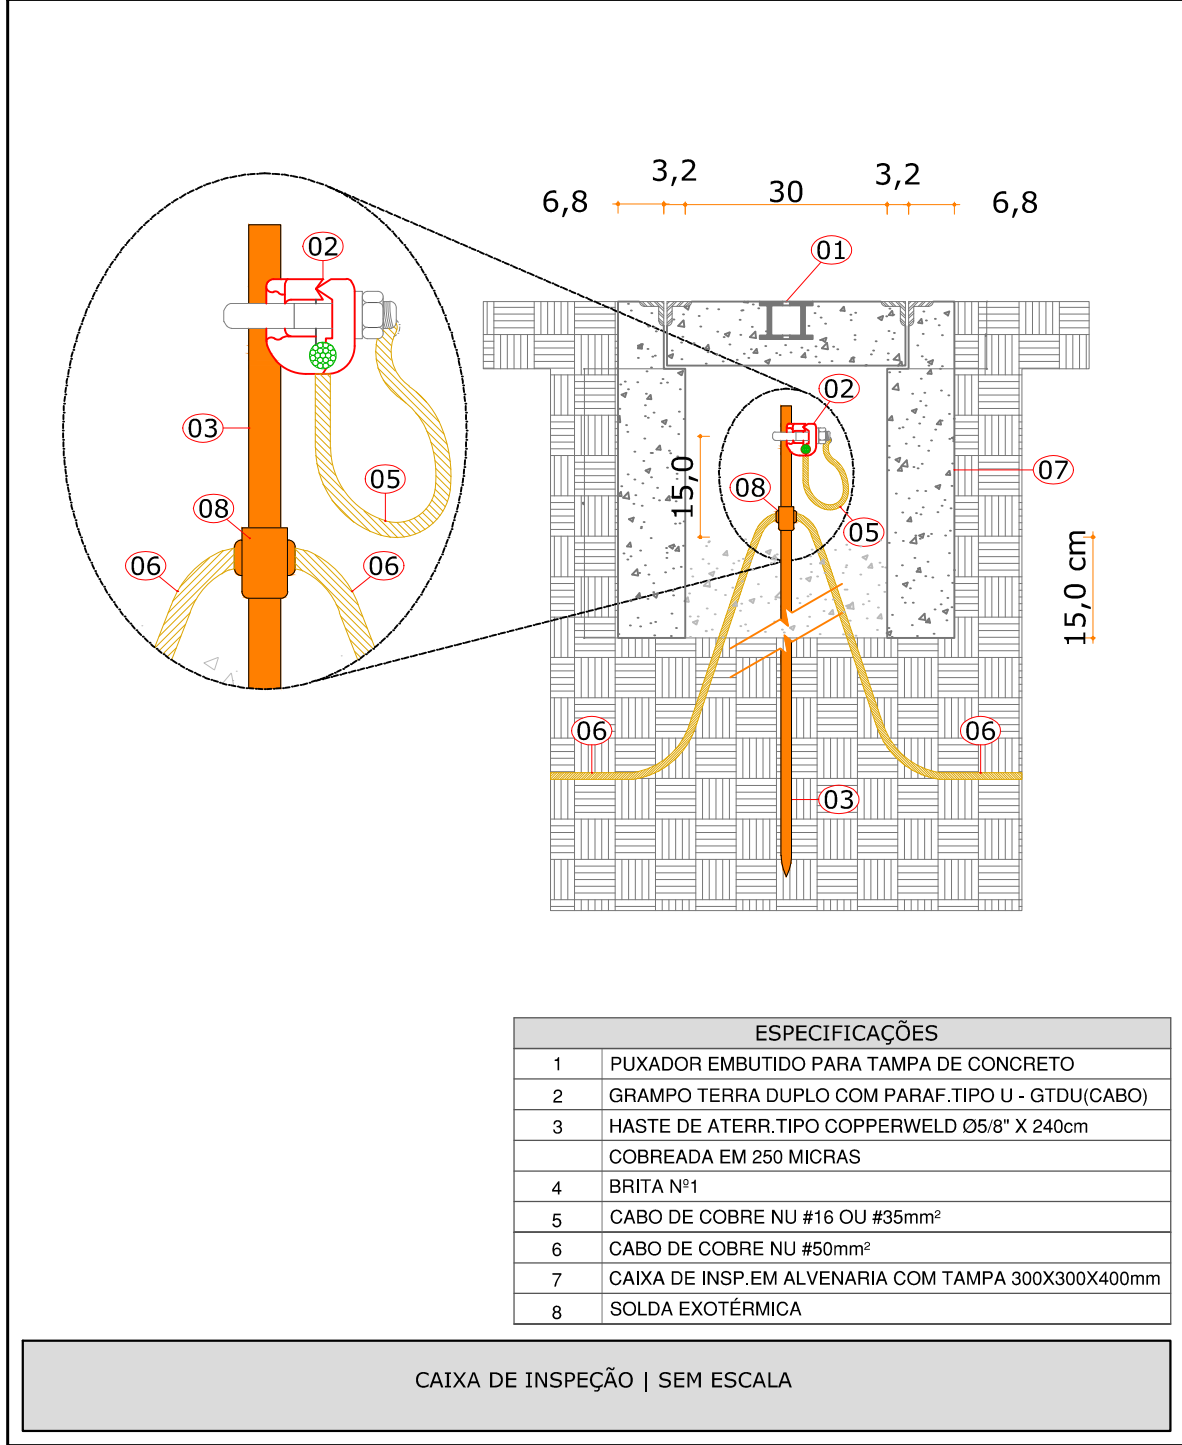 3,2
3,2
6,8
30
6,8
01
02
02
03
07
05
08
08
15,0
05
06
06
15,0 cm
06
06
03
ESPECIFICAÇÕES
1 PUXADOR EMBUTIDO PARA TAMPA DE CONCRETO
2 GRAMPO TERRA DUPLO COM PARAF.TIPO U - GTDU(CABO)
3 HASTE DE ATERR.TIPO COPPERWELD Ø5/8" X 240cm
COBREADA EM 250 MICRAS
4 BRITA Nº1
5 CABO DE COBRE NU #16 OU #35mm²
6 CABO DE COBRE NU #50mm²
7 CAIXA DE INSP.EM ALVENARIA COM TAMPA 300X300X400mm
8 SOLDA EXOTÉRMICA
CAIXA DE INSPEÇÃO | SEM ESCALA